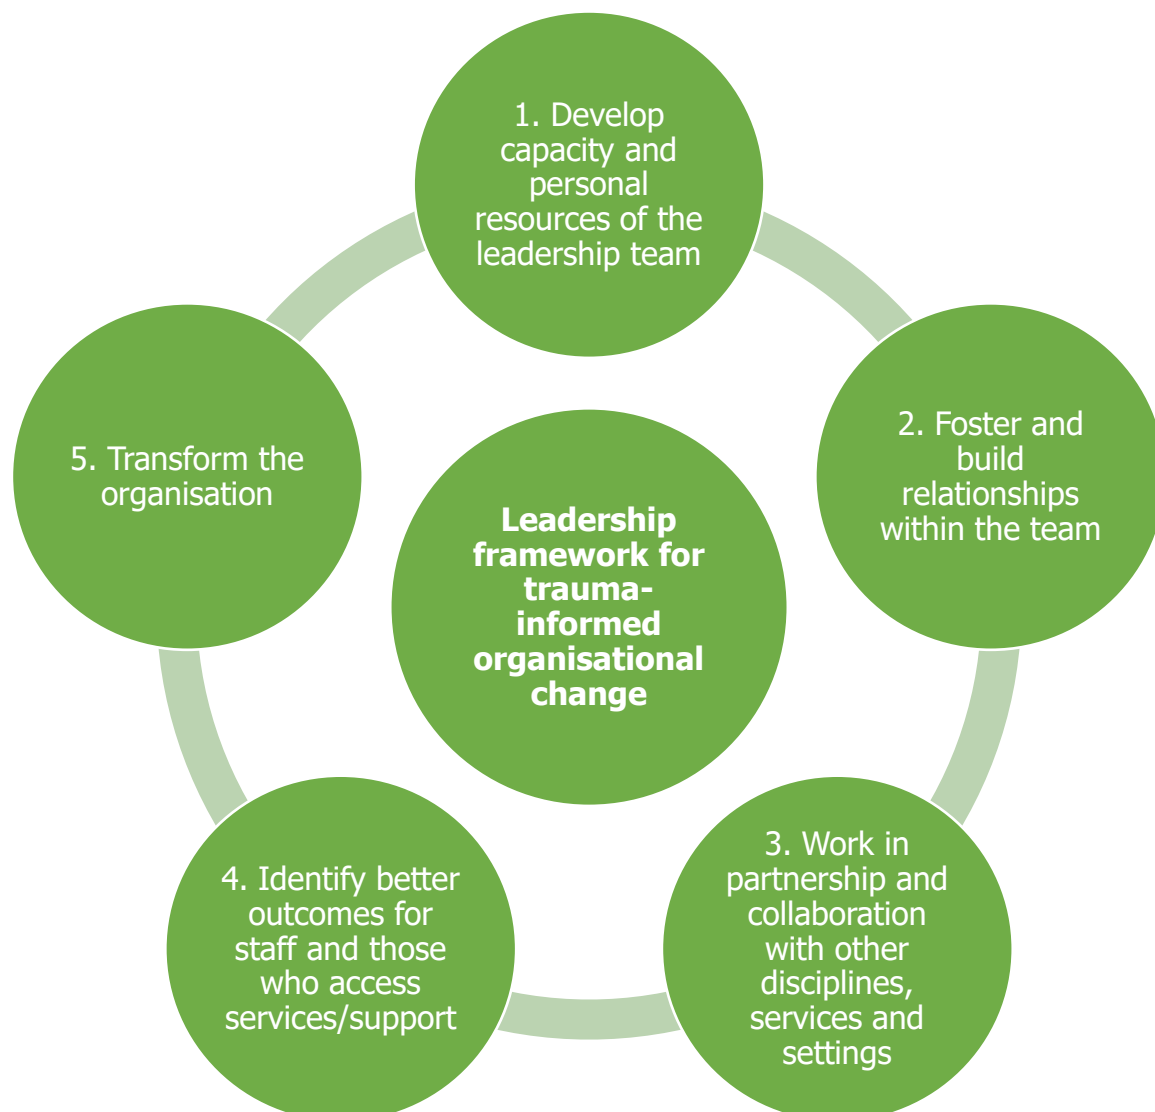 1. Develop
capacity and
personal
resources of the
leadership team
2. Foster and
build
relationships
within the team
3. Work in
partnership and
collaboration
with other
disciplines,
services and
settings
4. Identify better
outcomes for
staff and those
who access
services/support
5. Transform the
organisation
Leadership
framework for
trauma-
informed
organisational
change